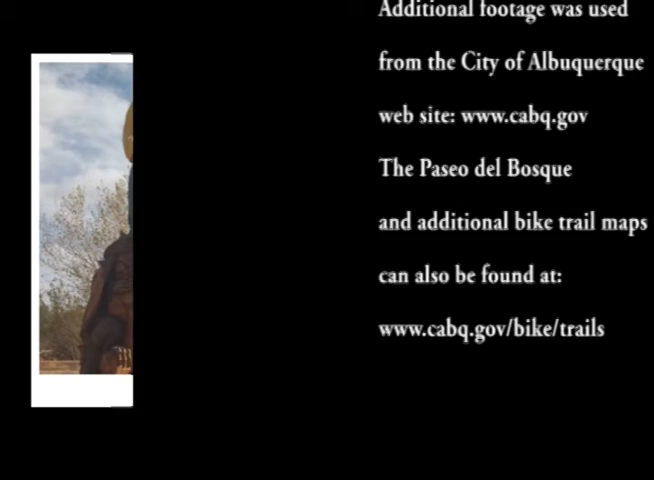 Additional footage was used
from the City of Albuquerque
web site: www.cabq.gov
The Paseo del Bosque
and additional bike trail maps
can also be found at:
www.cabq.gov/bike/trails